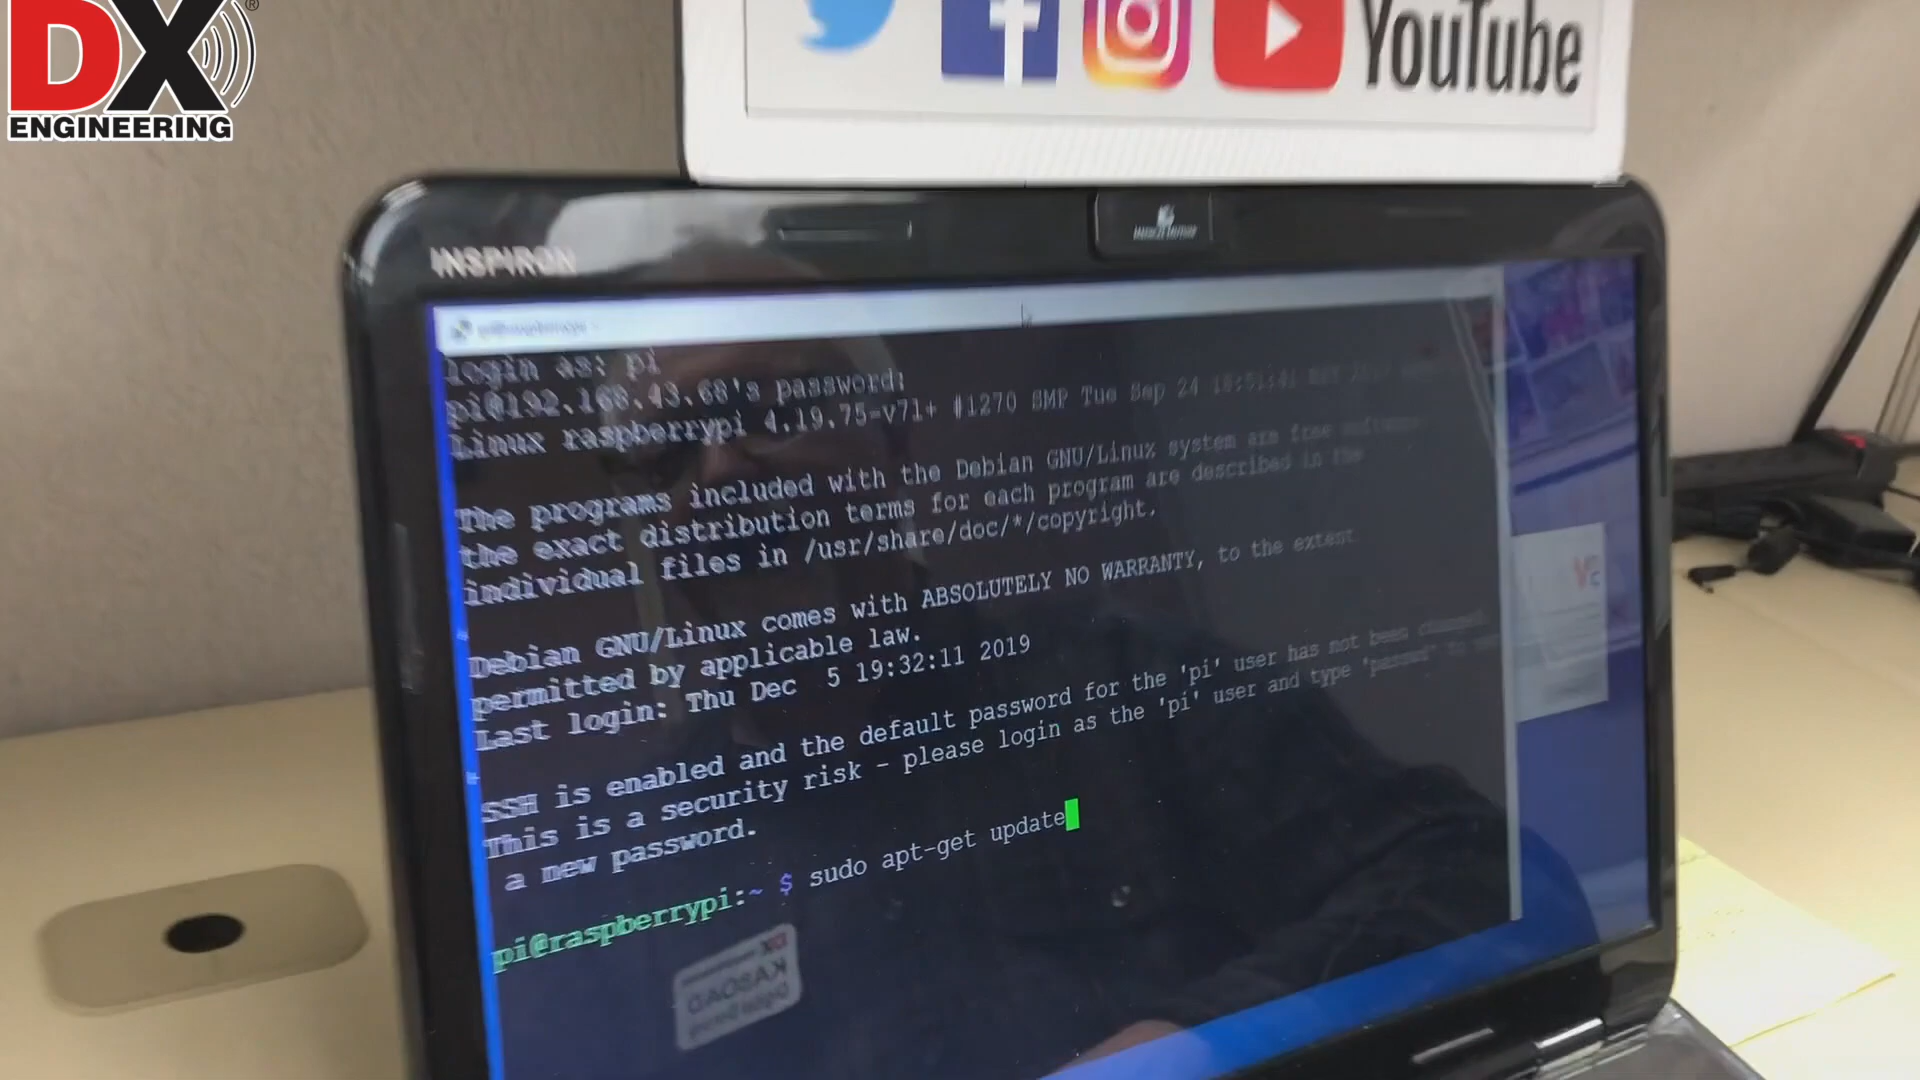 DX
ENGINEERING
YouTube
INSPIRON
login as: pi
pi@192.168.43.68's password:
Linux raspberrypi 4.19.75-v7l+ #1270 SMP Tue Sep 24
The programs included with the Debian GNU/Linux system are free software
the exact distribution terms for each program are described in the
individual files in /usr/share/doc/*/copyright.
Debian GNU/Linux comes with ABSOLUTELY NO WARRANTY, to the extent
permitted by applicable law.
Last login: Thu Dec 5 19:32:11 2019
SSH is enabled and the default password for the 'pi' user has not been changed
This is a security risk - please login as the 'pi' user and type 'passwd' to
a new password.
pi@raspberrypi:~ $ sudo apt-get update